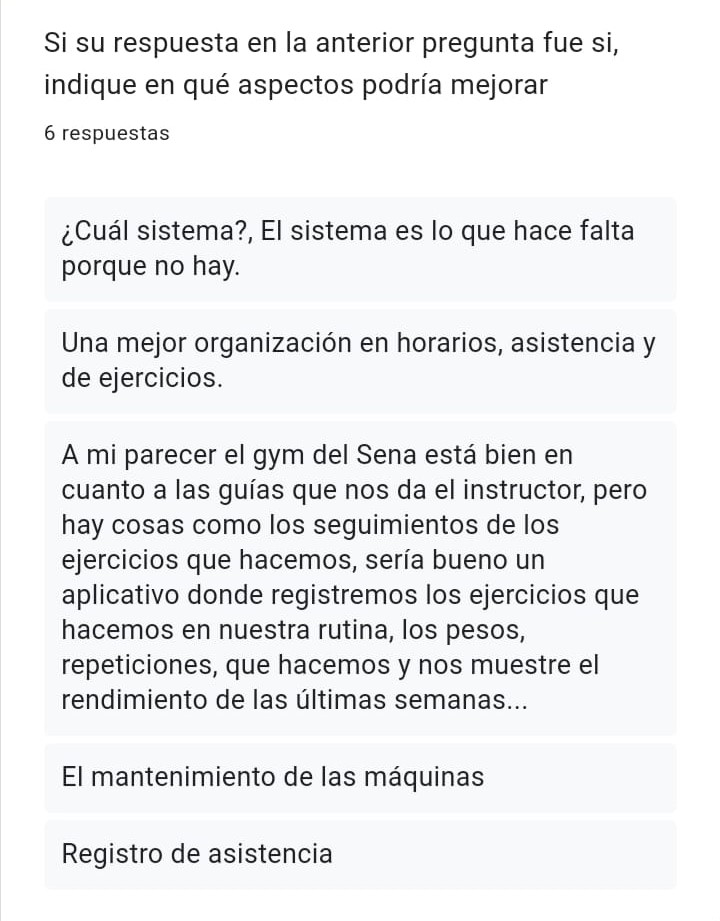 Si su respuesta en la anterior pregunta fue si,
indique en qué aspectos podría mejorar
6 respuestas
¿Cuál sistema?, El sistema es lo que hace falta
porque no hay.
Una mejor organización en horarios, asistencia y
de ejercicios.
A mi parecer el gym del Sena está bien en
cuanto a las guías que nos da el instructor, pero
hay cosas como los seguimientos de los
ejercicios que hacemos, sería bueno un
aplicativo donde registremos los ejercicios que
hacemos en nuestra rutina, los pesos,
repeticiones, que hacemos y nos muestre el
rendimiento de las últimas semanas...
El mantenimiento de las máquinas
Registro de asistencia